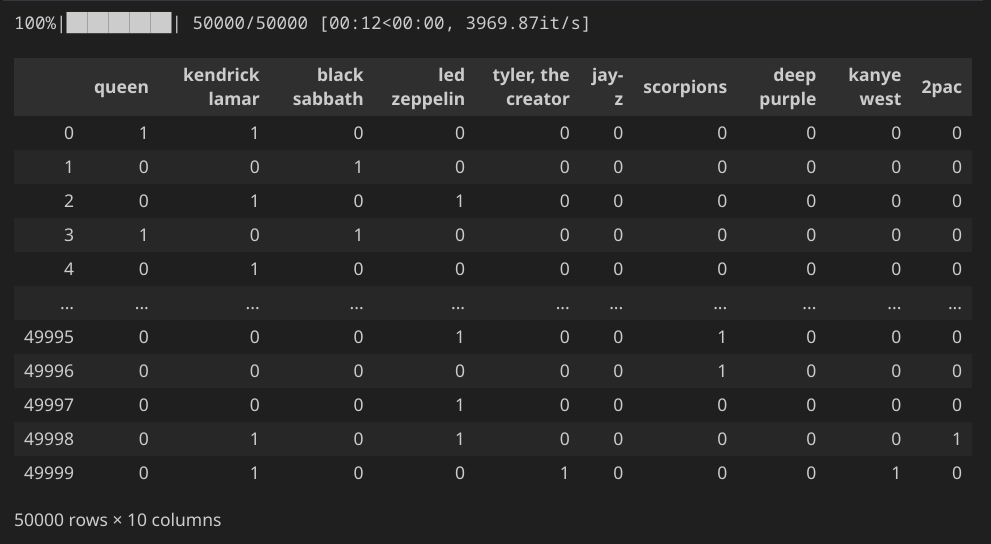 100%|██████████| 50000/50000 [00:12<00:00, 3969.87it/s]
queen kendrick lamar black sabbath led zeppelin tyler, the creator jay-z scorpions deep purple kanye west 2pac
0 1 1 0 0 0 0 0 0 0 0
1 0 0 1 0 0 0 0 0 0 0
2 0 1 0 1 0 0 0 0 0 0
3 1 0 1 0 0 0 0 0 0 0
4 0 1 0 0 0 0 0 0 0 0
... ... ... ... ... ... ... ... ... ... ...
49995 0 0 0 1 0 0 1 0 0 0
49996 0 0 0 0 0 0 1 0 0 0
49997 0 0 0 1 0 0 0 0 0 0
49998 0 1 0 1 0 0 0 0 0 1
49999 0 1 0 0 1 0 0 0 1 0
50000 rows × 10 columns